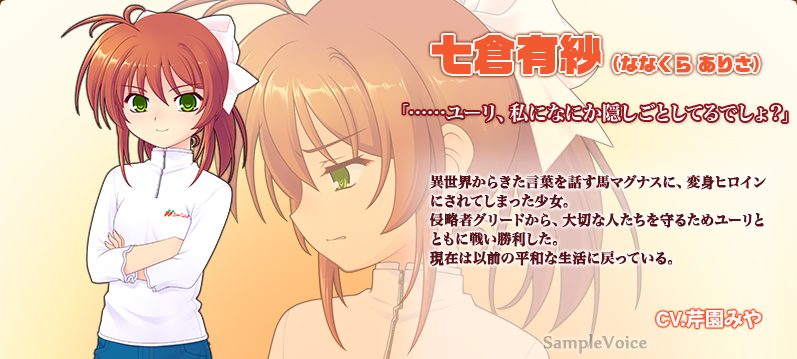 七倉有紗（ななくら ありさ）
「……ユーリ、私になにか隠しごとしてるでしょ？」
異世界からきた言葉を話す馬マグナスに、変身ヒロイン
にされてしまった少女。
侵略者グリードから、大切な人たちを守るためユーリと
ともに戦い勝利した。
現在は以前の平和な生活に戻っている。
CV.芹園みや
SampleVoice